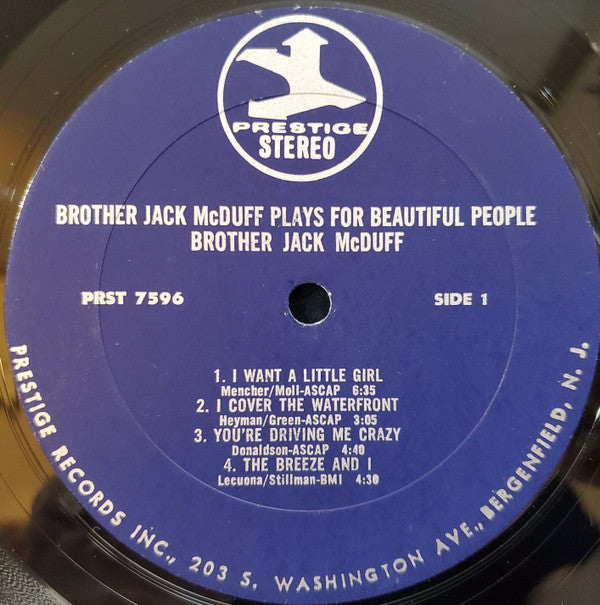 PRESTIGE
STEREO
BROTHER JACK McDUFF PLAYS FOR BEAUTIFUL PEOPLE
BROTHER JACK McDUFF
PRST 7596
SIDE 1
1. I WANT A LITTLE GIRL
Mencher/Moll-ASCAP 6:35
2. I COVER THE WATERFRONT
Heyman/Green-ASCAP 3:05
3. YOU'RE DRIVING ME CRAZY
Donaldson-ASCAP 4:40
4. THE BREEZE AND I
Lecuona/Stillman-BMI 4:30
PRESTIGE RECORDS INC., 203 S. WASHINGTON AVE., BERGENFIELD, N. J.